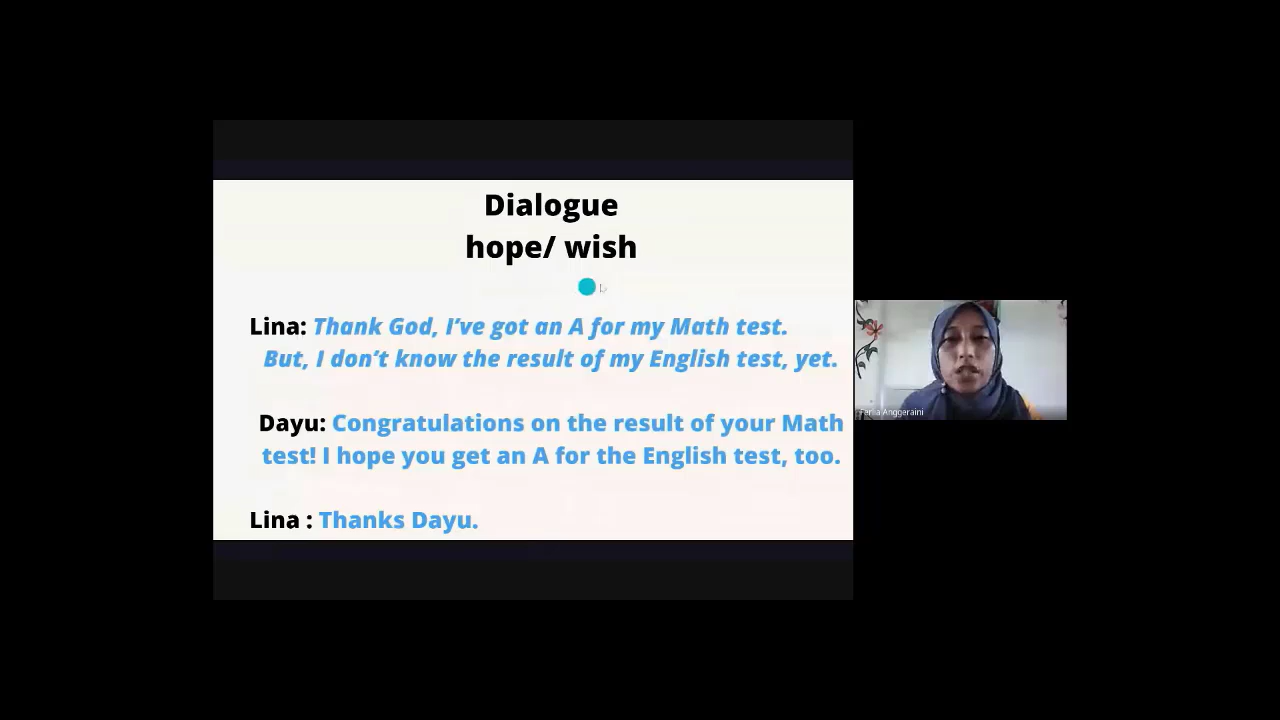 Dialogue
hope/ wish
Lina: Thank God, I’ve got an A for my Math test.
But, I don’t know the result of my English test, yet.
Dayu: Congratulations on the result of your Math
test! I hope you get an A for the English test, too.
Lina : Thanks Dayu.
Ferlia Anggeraini